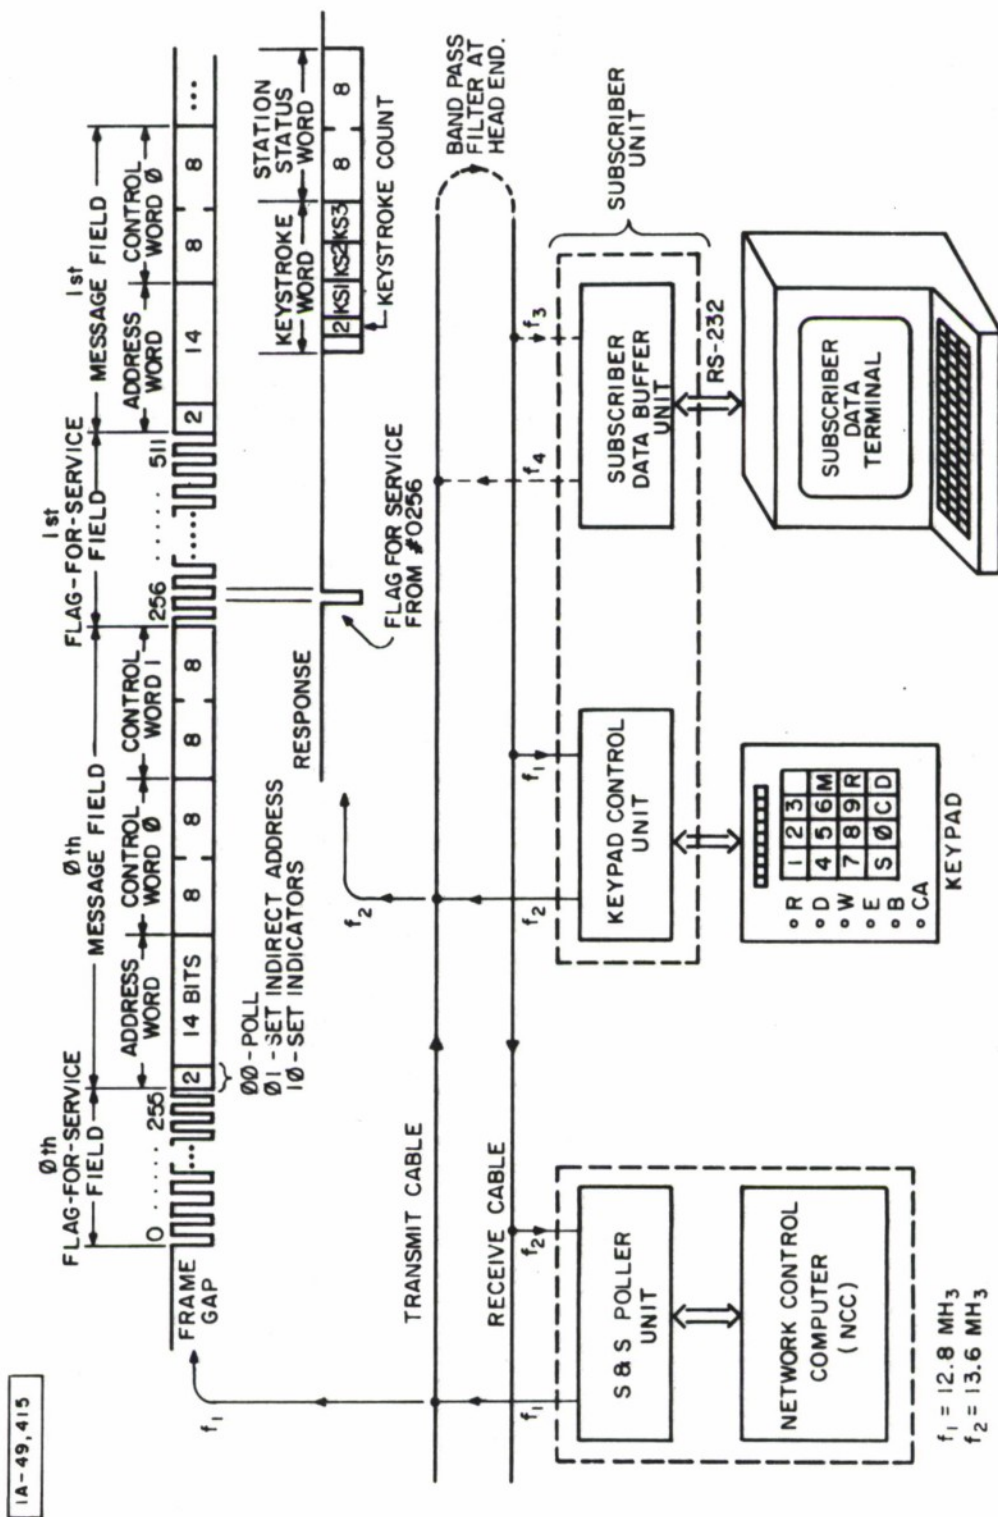 IA-49,415
0th
FLAG-FOR-SERVICE
FIELD
0 ..... 255
FRAME
GAP
0th
MESSAGE FIELD
ADDRESS
WORD
CONTROL
WORD Ø
CONTROL
WORD 1
2
14 BITS
8
8
8
8
ØØ-POLL
Ø1-SET INDIRECT ADDRESS
1Ø-SET INDICATORS
1st
FLAG-FOR-SERVICE
FIELD
256 ..... 511
1st
MESSAGE FIELD
ADDRESS
WORD
CONTROL
WORD Ø
2
14
8
8
...
RESPONSE
FLAG FOR SERVICE
FROM #0256
KEYSTROKE
WORD
STATION
STATUS
WORD
2
KS1
KS2
KS3
8
8
KEYSTROKE COUNT
f1
f2
TRANSMIT CABLE
RECEIVE CABLE
BAND PASS
FILTER AT
HEAD END.
f1
f2
f2
f1
f4
f3
SUBSCRIBER
UNIT
S & S POLLER
UNIT
KEYPAD CONTROL
UNIT
SUBSCRIBER
DATA BUFFER
UNIT
RS-232
NETWORK CONTROL
COMPUTER
(NCC)
R
D
W
E
B
CA
1 2 3
4 5 6 M
7 8 9 R
S Ø C D
KEYPAD
SUBSCRIBER
DATA
TERMINAL
f1 = 12.8 MH3
f2 = 13.6 MH3